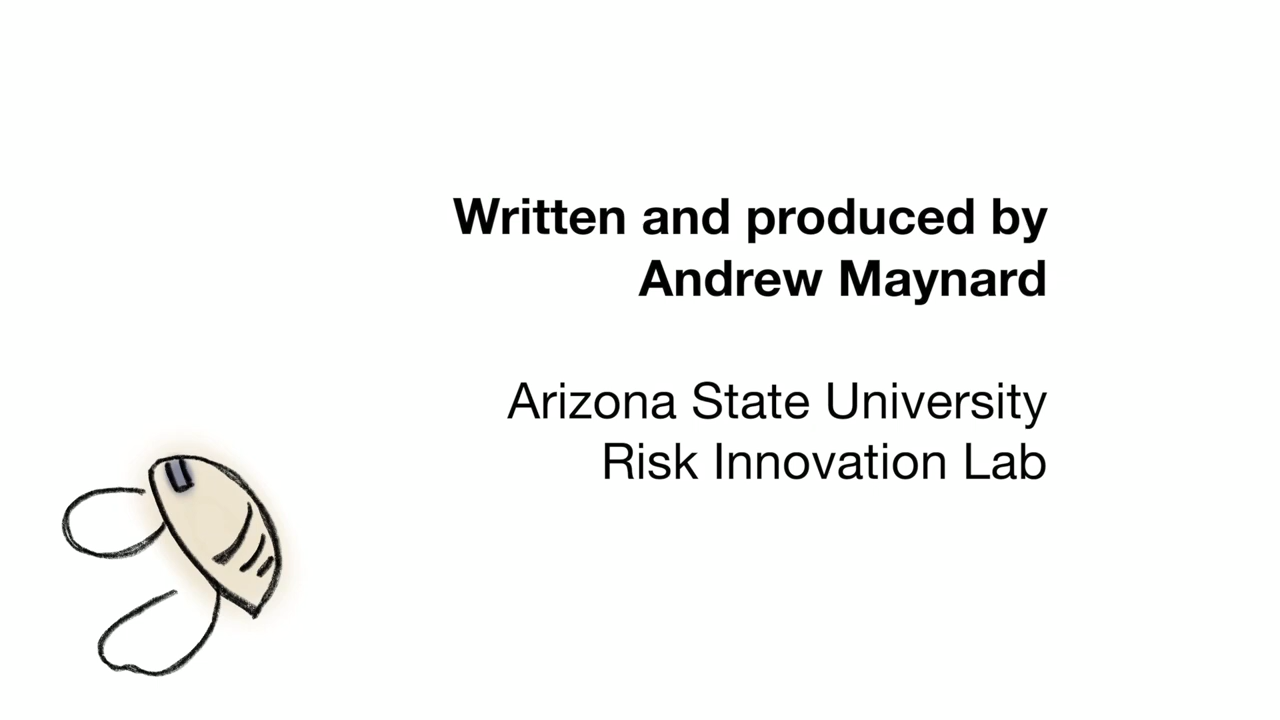 Written and produced by
Andrew Maynard
Arizona State University
Risk Innovation Lab